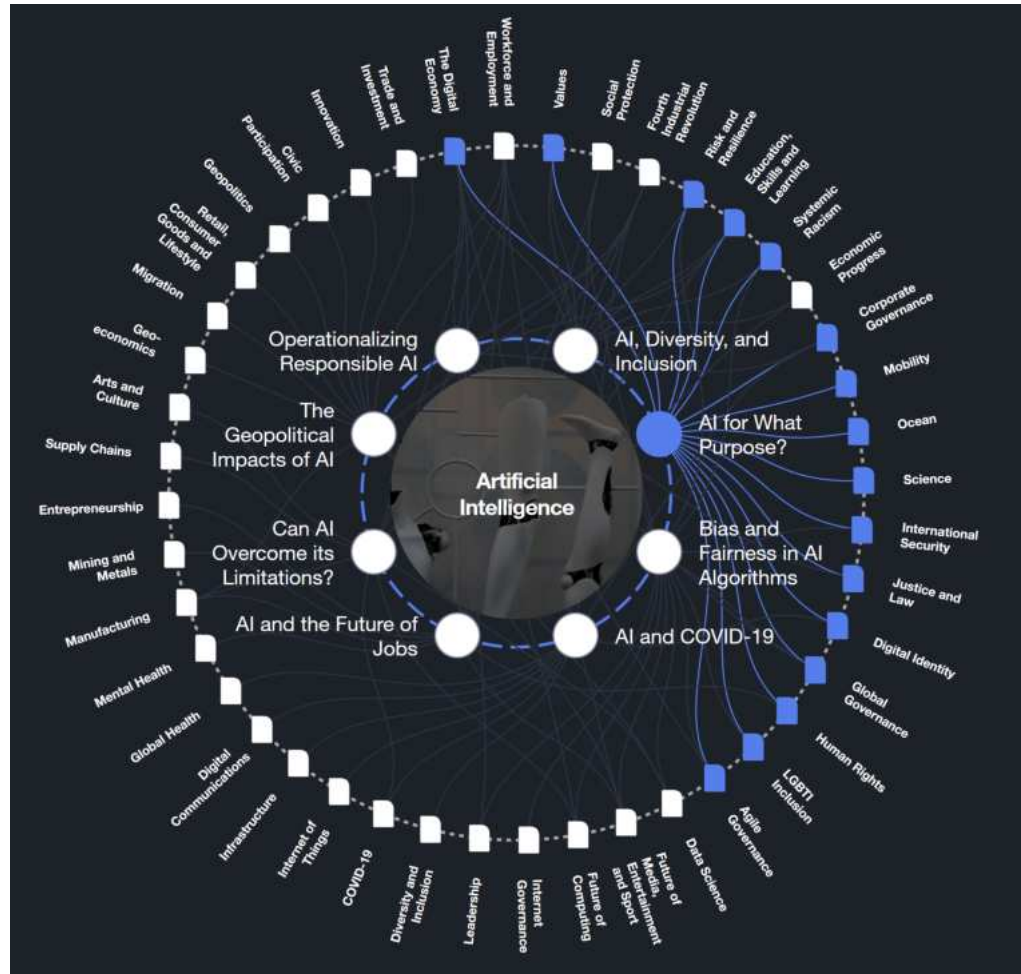 Artificial
Intelligence
Operationalizing
Responsible AI
AI, Diversity, and
Inclusion
The
Geopolitical
Impacts of AI
AI for What
Purpose?
Can AI
Overcome its
Limitations?
Bias and
Fairness in AI
Algorithms
AI and the Future of
Jobs
AI and COVID-19
Workforce and
Employment
Values
Social
Protection
Fourth
Industrial
Revolution
Risk and
Resilience
Education,
Skills and
Learning
Systemic
Racism
Economic
Progress
Corporate
Governance
Mobility
Ocean
Science
International
Security
Justice and
Law
Digital Identity
Global
Governance
Human Rights
LGBTI
Inclusion
Agile
Governance
Data Science
Future of
Media,
Entertainment
and Sport
Future of
Computing
Internet
Governance
Leadership
Diversity and
Inclusion
COVID-19
Internet of
Things
Infrastructure
Digital
Communications
Global Health
Mental Health
Manufacturing
Mining and
Metals
Entrepreneurship
Supply Chains
Arts and
Culture
Geo-
economics
Migration
Retail,
Consumer
Goods and
Lifestyle
Geopolitics
Civic
Participation
Innovation
Trade and
Investment
The Digital
Economy